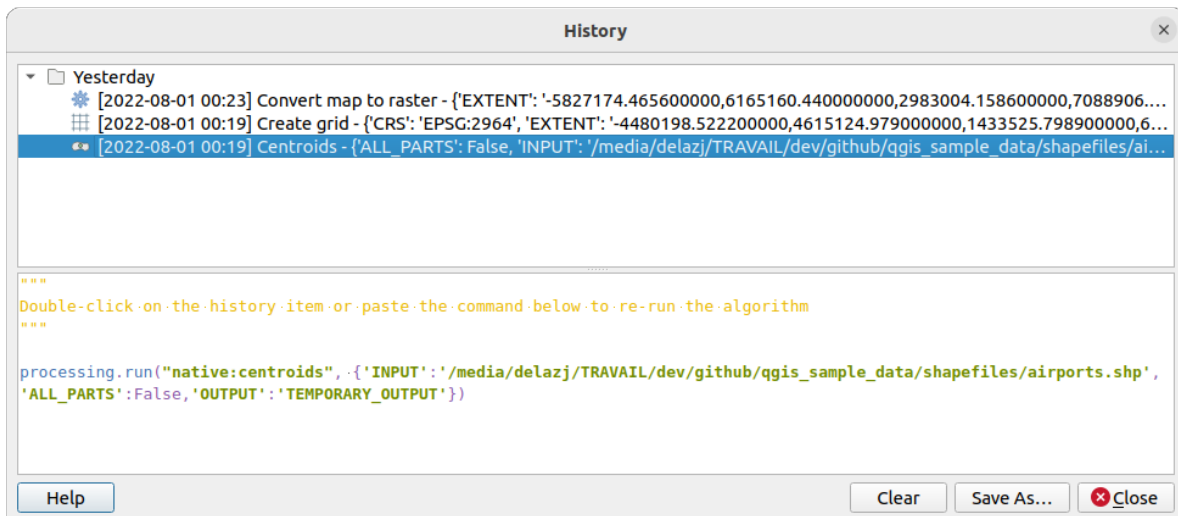 History
Yesterday
[2022-08-01 00:23] Convert map to raster - {'EXTENT': '-5827174.465600000,6165160.440000000,2983004.158600000,7088906....
[2022-08-01 00:19] Create grid - {'CRS': 'EPSG:2964', 'EXTENT': '-4480198.522200000,4615124.979000000,1433525.798900000,6...
[2022-08-01 00:19] Centroids - {'ALL_PARTS': False, 'INPUT': '/media/delazj/TRAVAIL/dev/github/qgis_sample_data/shapefiles/ai...
"""
Double-click·on·the·history·item·or·paste·the·command·below·to·re-run·the·algorithm
"""
processing.run("native:centroids",·{'INPUT':'/media/delazj/TRAVAIL/dev/github/qgis_sample_data/shapefiles/airports.shp',
'ALL_PARTS':False,'OUTPUT':'TEMPORARY_OUTPUT'})
Help Clear Save As... Close